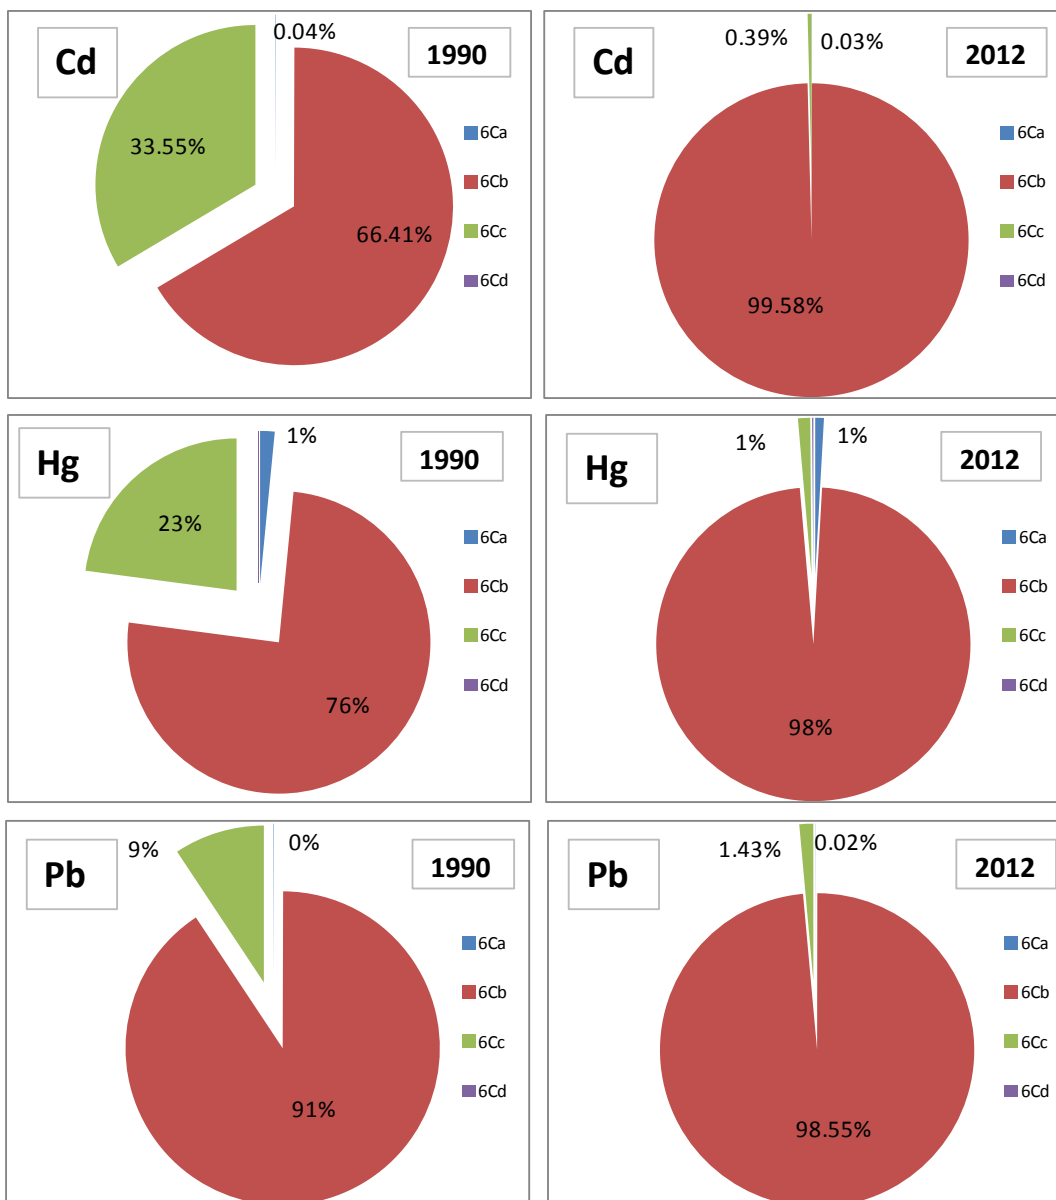 Cd
1990
0.04%
33.55%
66.41%
6Ca
6Cb
6Cc
6Cd
Cd
2012
0.39%
0.03%
99.58%
6Ca
6Cb
6Cc
6Cd
Hg
1990
1%
23%
76%
6Ca
6Cb
6Cc
6Cd
Hg
2012
1%
1%
98%
6Ca
6Cb
6Cc
6Cd
Pb
1990
9%
0%
91%
6Ca
6Cb
6Cc
6Cd
Pb
2012
1.43%
0.02%
98.55%
6Ca
6Cb
6Cc
6Cd